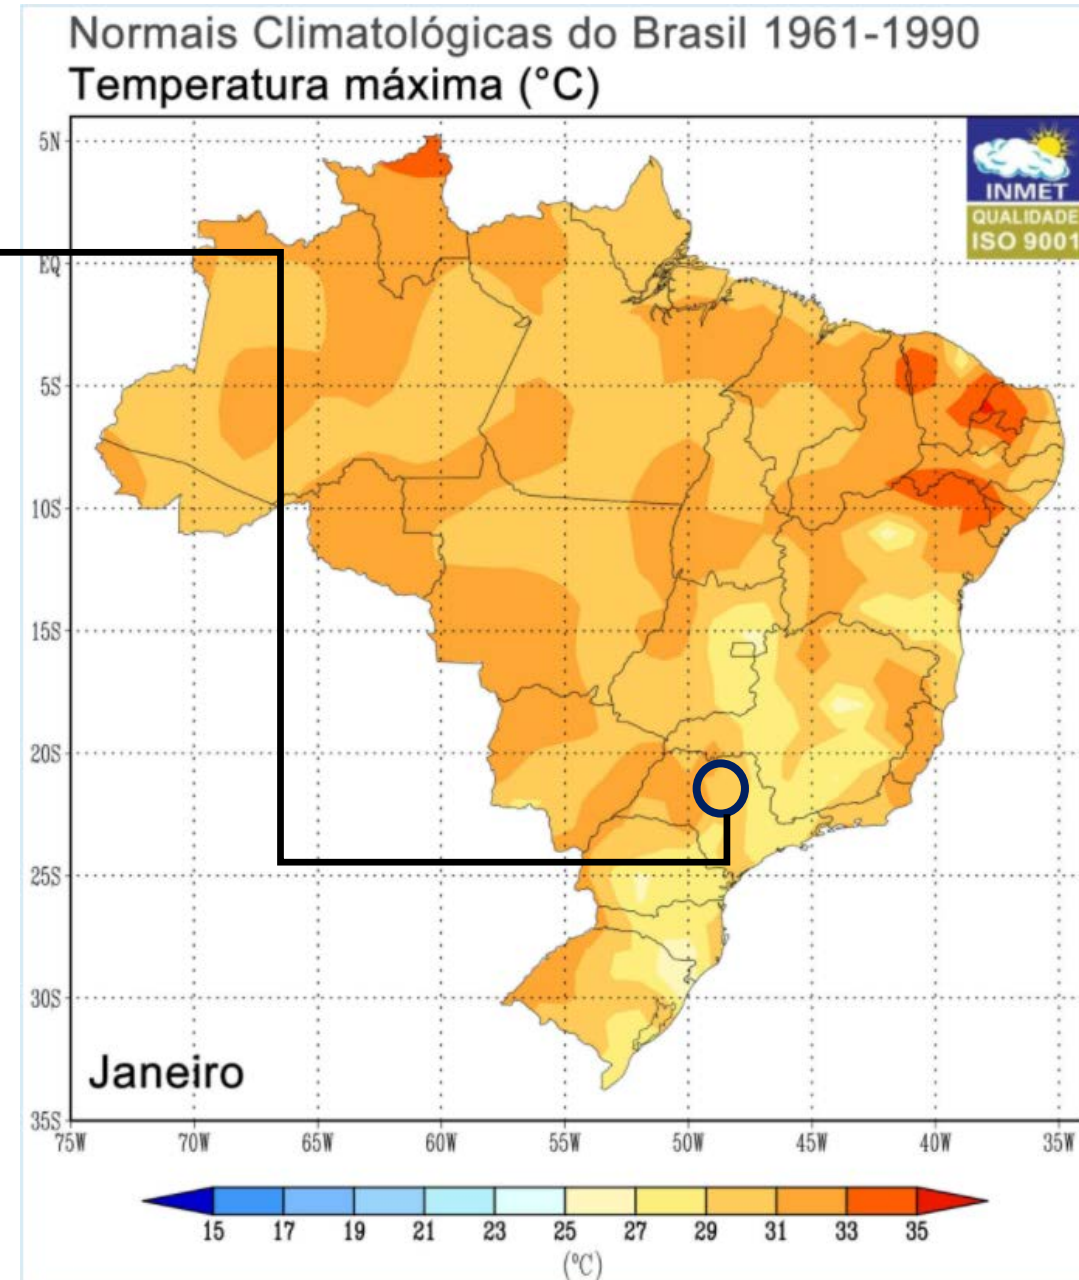 Normais Climatológicas do Brasil 1961-1990
Temperatura máxima (°C)
INMET
QUALIDADE
ISO 9001
5N
EQ
5S
10S
15S
20S
25S
30S
35S
Janeiro
75W 70W 65W 60W 55W 50W 45W 40W 35W
15 17 19 21 23 25 27 29 31 33 35
(°C)